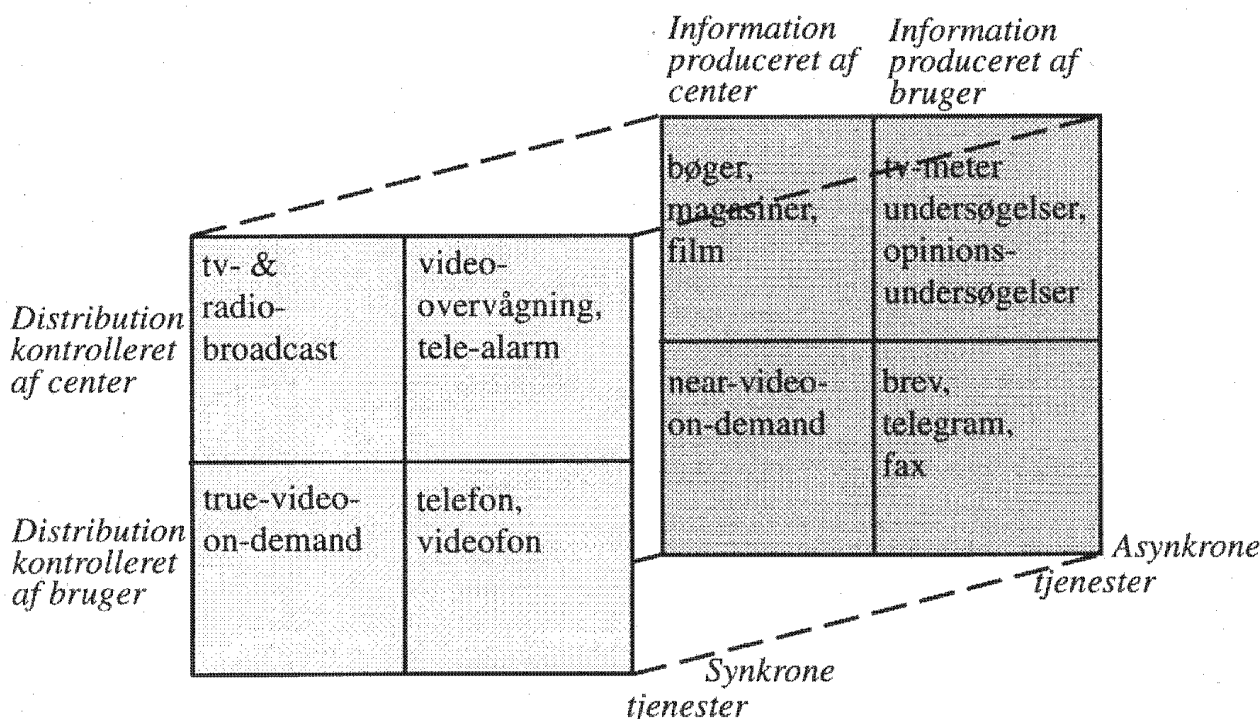 Information
produceret af
center
Information
produceret af
bruger
bøger,
magasiner,
film
tv-meter
undersøgelser,
opinions-
undersøgelser
tv- &
radio-
broadcast
video-
overvågning,
tele-alarm
Distribution
kontrolleret
af center
near-video-
on-demand
brev,
telegram,
fax
true-video-
on-demand
telefon,
videofon
Distribution
kontrolleret
af bruger
Asynkrone
tjenester
Synkrone
tjenester